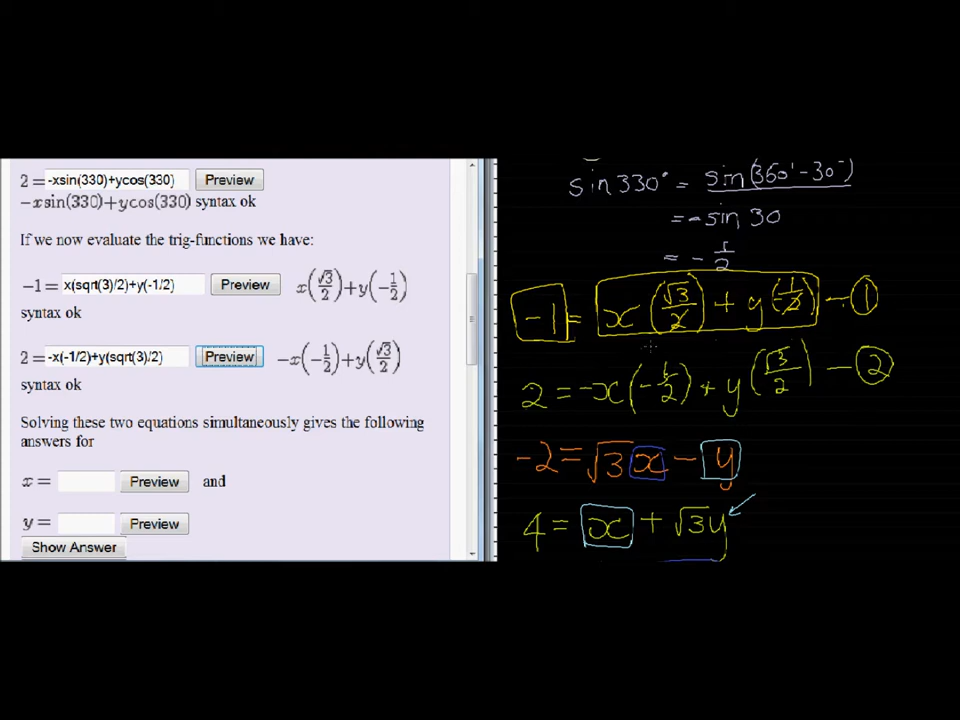 2 = -xsin(330)+ycos(330) Preview
-xsin(330)+ycos(330) syntax ok
If we now evaluate the trig-functions we have:
-1 = x(sqrt(3)/2)+y(-1/2) Preview x(√3/2)+y(-1/2)
syntax ok
2 = -x(-1/2)+y(sqrt(3)/2) Preview -x(-1/2)+y(√3/2)
syntax ok
Solving these two equations simultaneously gives the following
answers for
x = Preview and
y = Preview
Show Answer
sin 330° = sin(360°-30°)
= -sin 30
= -1/2
-1 = x(√3/2) + y(-1/2) - ①
2 = -x(-1/2) + y(√3/2) - ②
-2 = √3x - y
4 = x + √3y